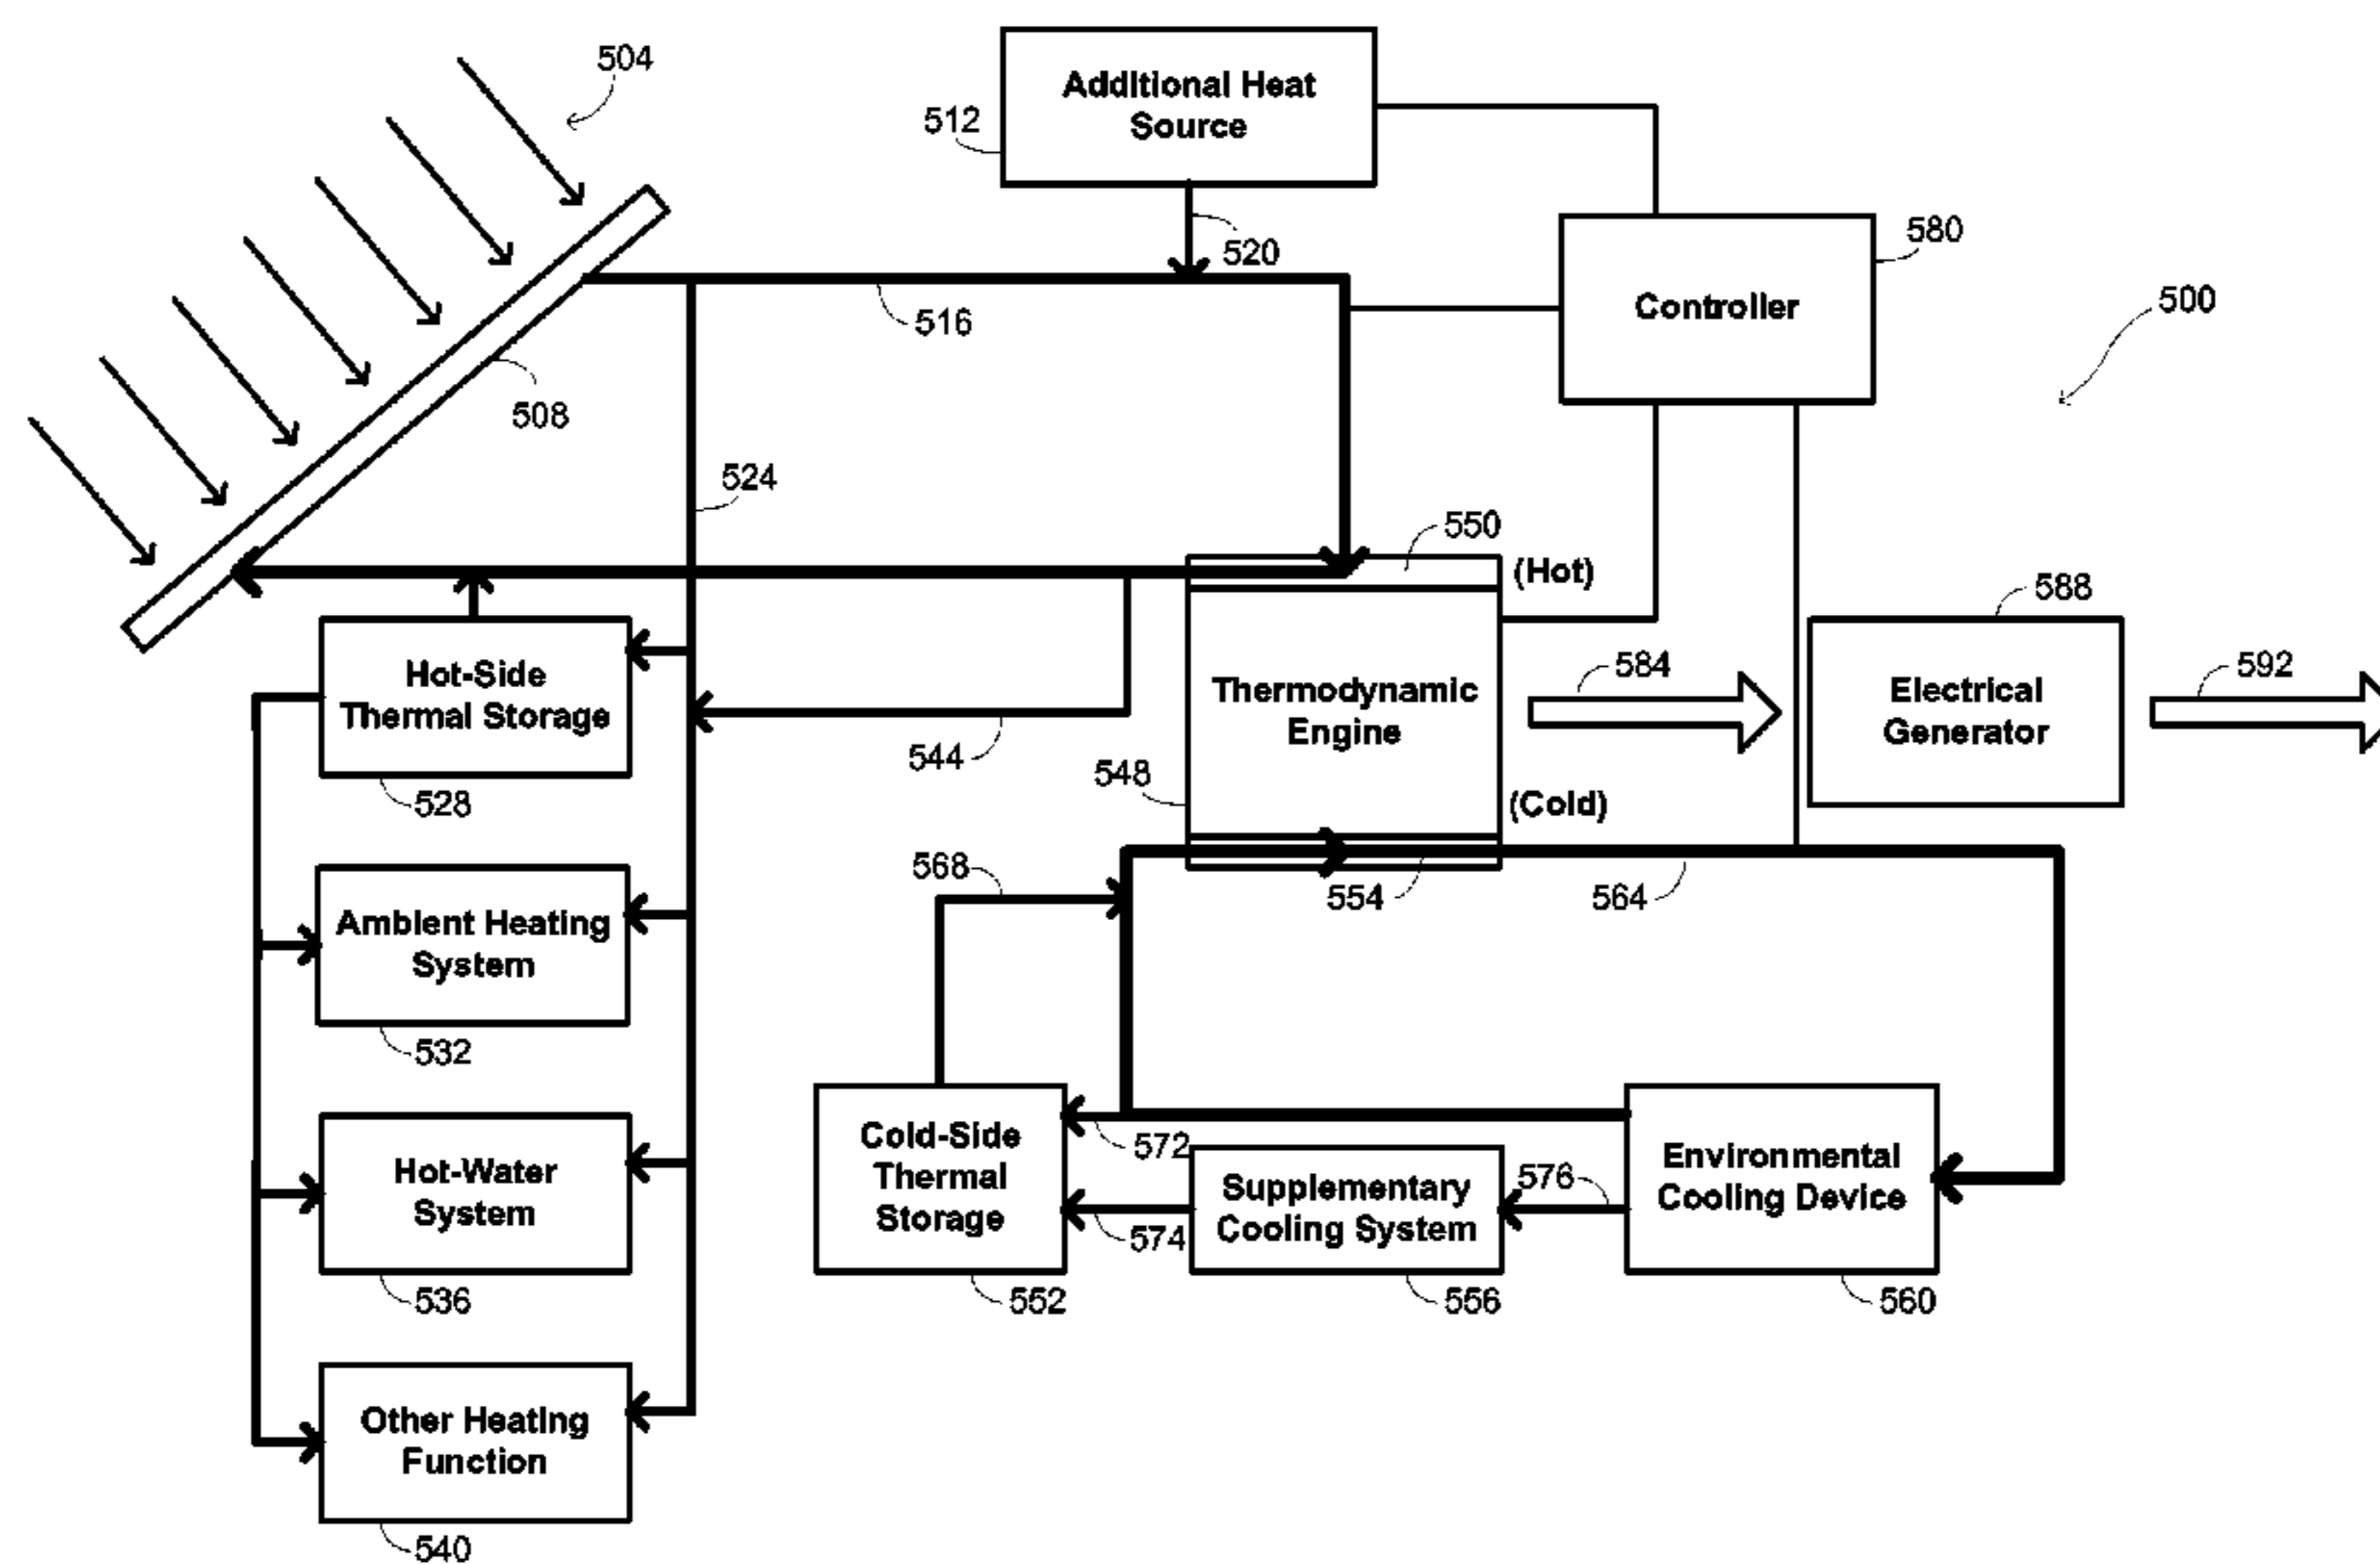 504
Additional Heat
Source
512
520
580
Controller
500
516
508
524
550
(Hot)
588
Hot-Side
Thermal Storage
Thermodynamic
Engine
584
Electrical
Generator
592
544
548
528
(Cold)
568
554
564
Ambient Heating
System
532
Cold-Side
Thermal
Storage
572
Supplementary
Cooling System
574
576
Environmental
Cooling Device
Hot-Water
System
536
552
556
560
Other Heating
Function
540